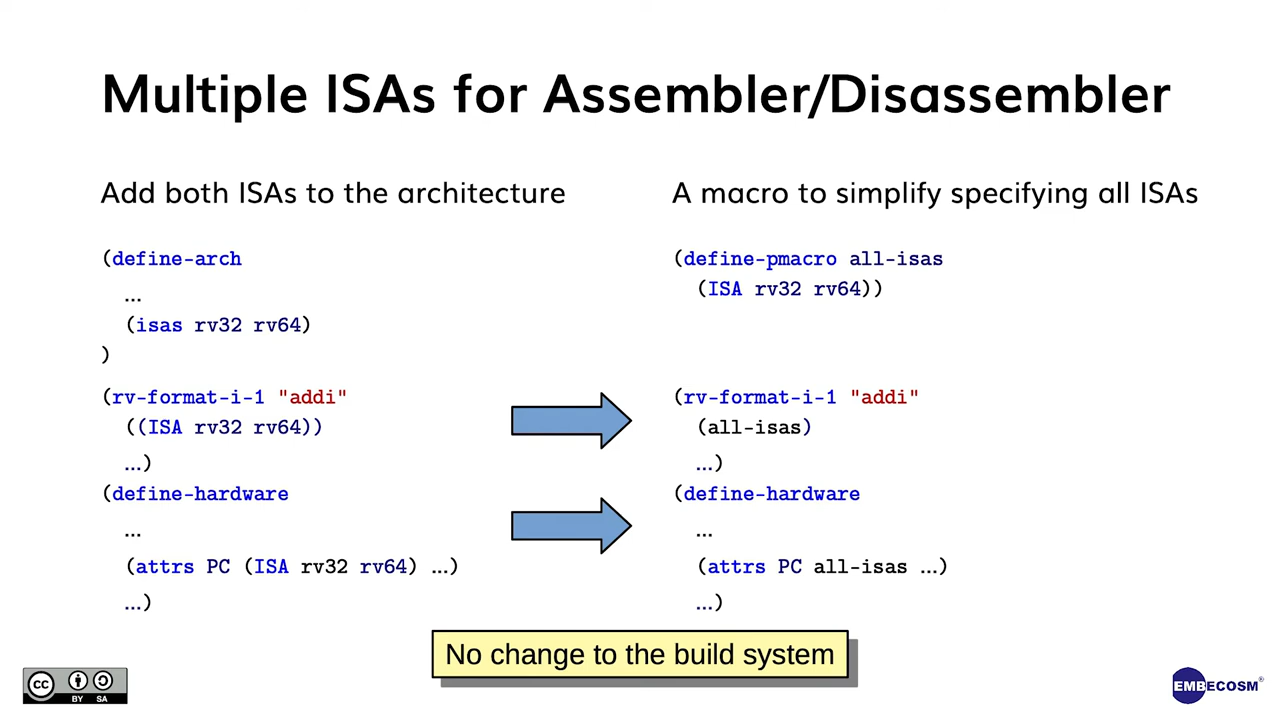 Multiple ISAs for Assembler/Disassembler
Add both ISAs to the architecture
(define-arch
...
(isas rv32 rv64)
)
(rv-format-i-1 "addi"
((ISA rv32 rv64))
...)
(define-hardware
...
(attrs PC (ISA rv32 rv64) ...)
...)
A macro to simplify specifying all ISAs
(define-pmacro all-isas
(ISA rv32 rv64))
(rv-format-i-1 "addi"
(all-isas)
...)
(define-hardware
...
(attrs PC all-isas ...)
...)
No change to the build system
cc
BY SA
EMBECOSM®